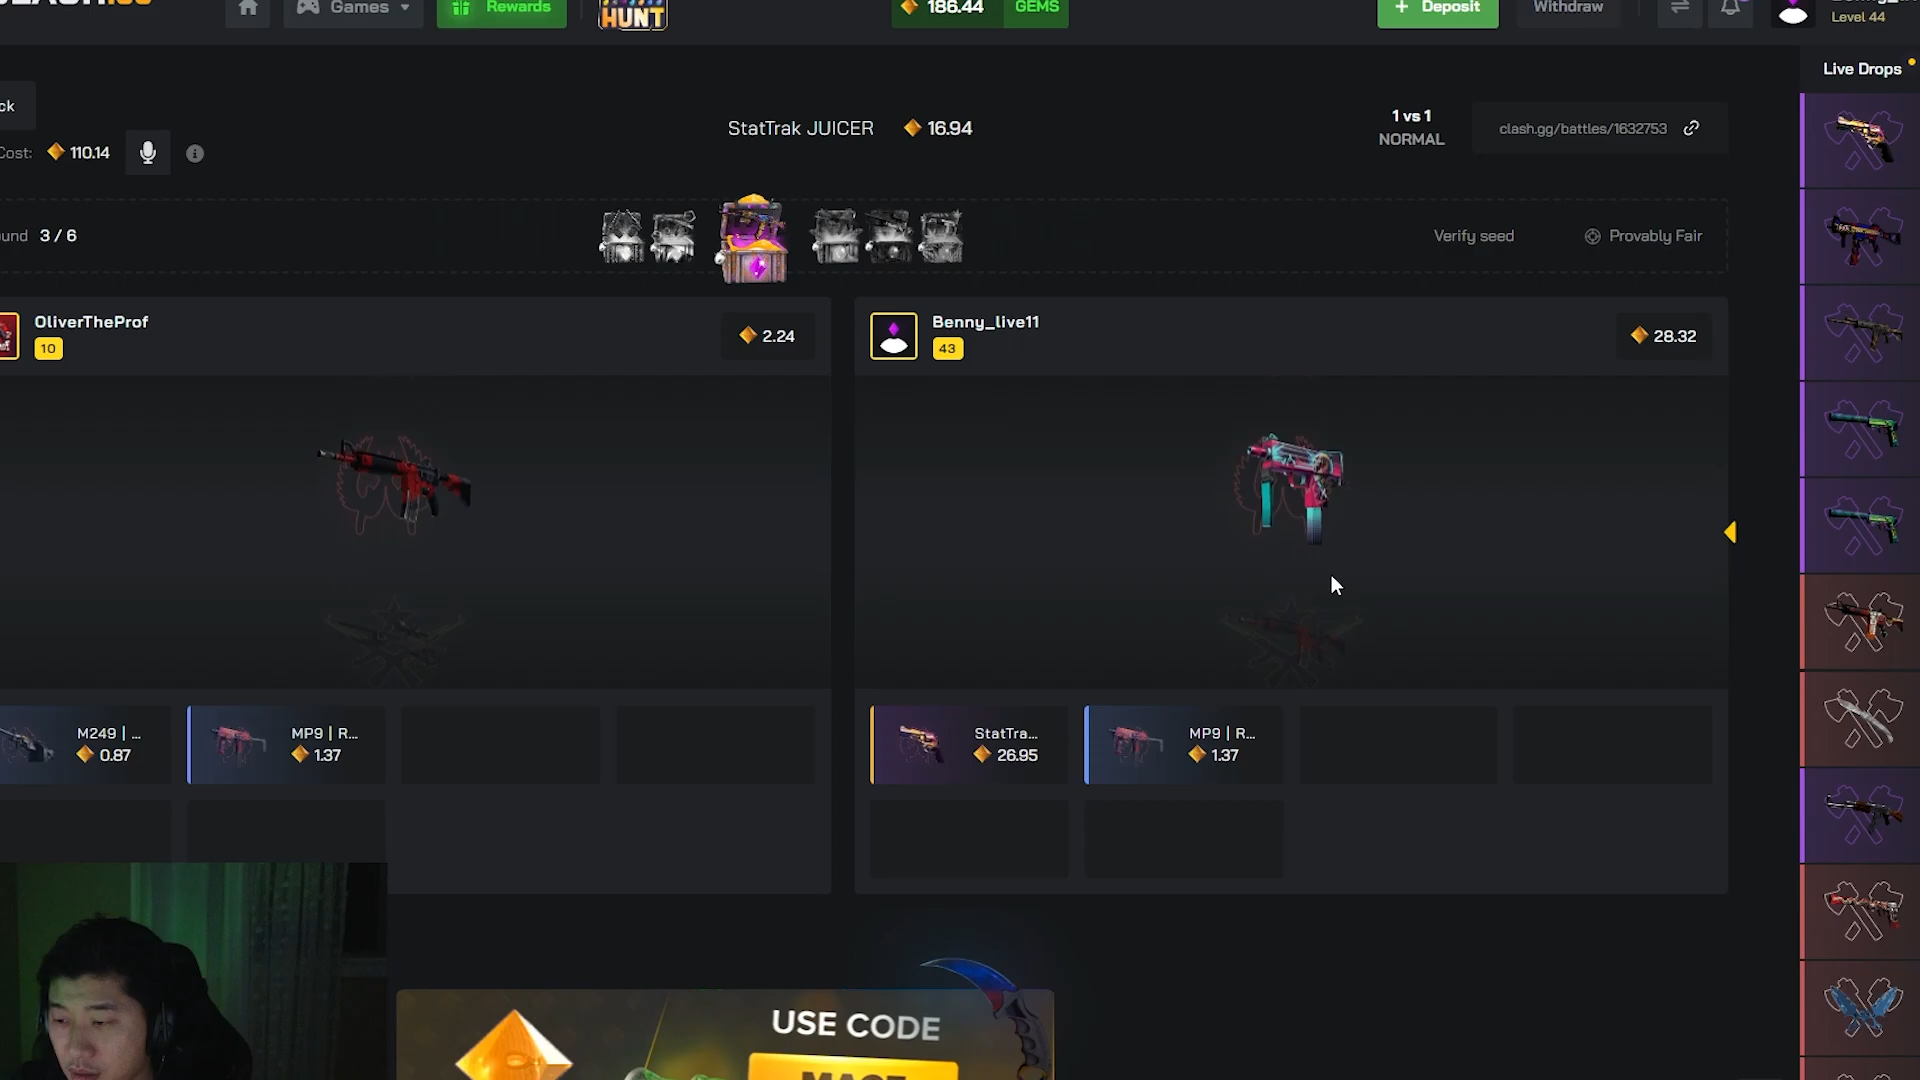 Games
Rewards
HUNT
186.44
GEMS
+ Deposit
Withdraw
Level 44
ck
Cost: 110.14
StatTrak JUICER 16.94
1 vs 1
NORMAL
clash.gg/battles/1632753
Live Drops
und 3 / 6
Verify seed
Provably Fair
OliverTheProf
10
2.24
Benny_live11
43
28.32
M249 | ...
0.87
MP9 | R...
1.37
StatTra...
26.95
MP9 | R...
1.37
USE CODE